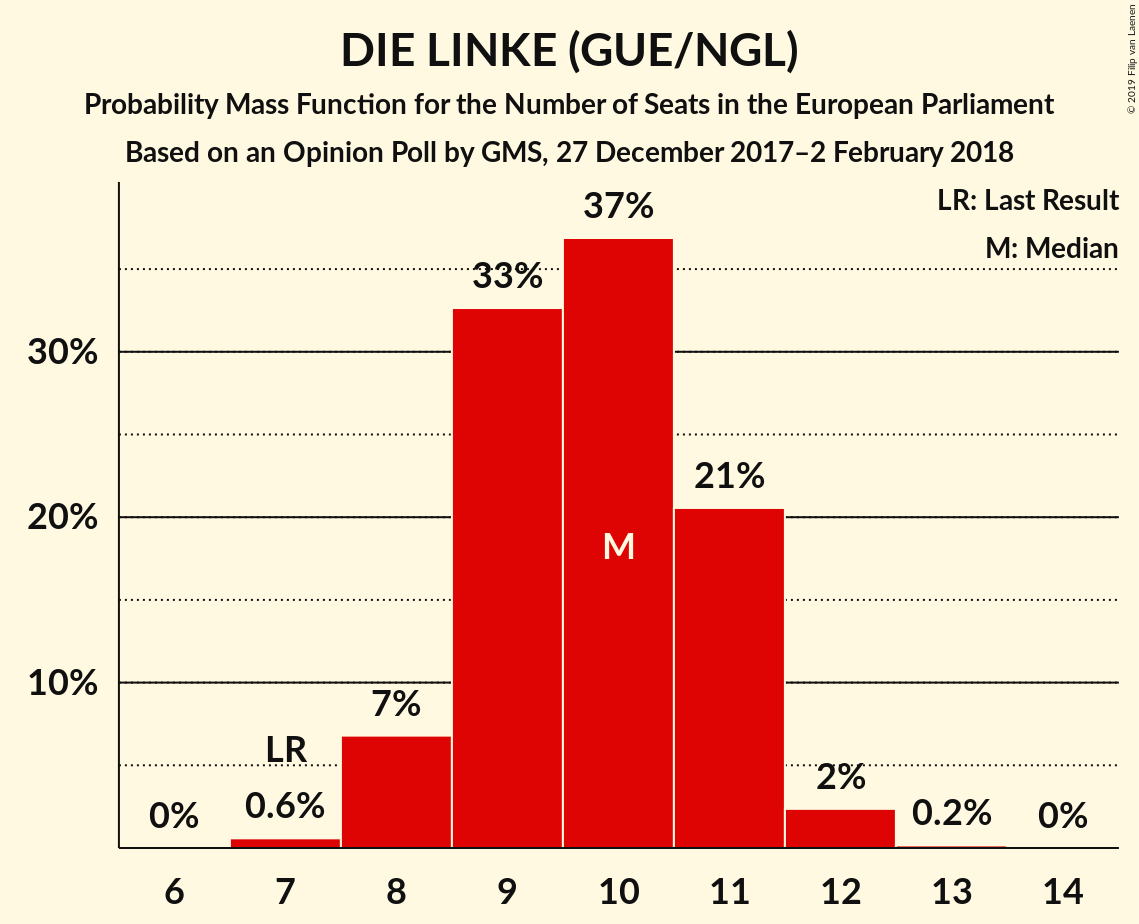 DIE LINKE (GUE/NGL)
Probability Mass Function for the Number of Seats in the European Parliament
Based on an Opinion Poll by GMS, 27 December 2017–2 February 2018
© 2019 Filip van Laenen
LR: Last Result
M: Median
37%
33%
30%
21%
20%
M
10%
7%
LR
2%
0%
0.6%
0.2%
0%
6 7 8 9 10 11 12 13 14